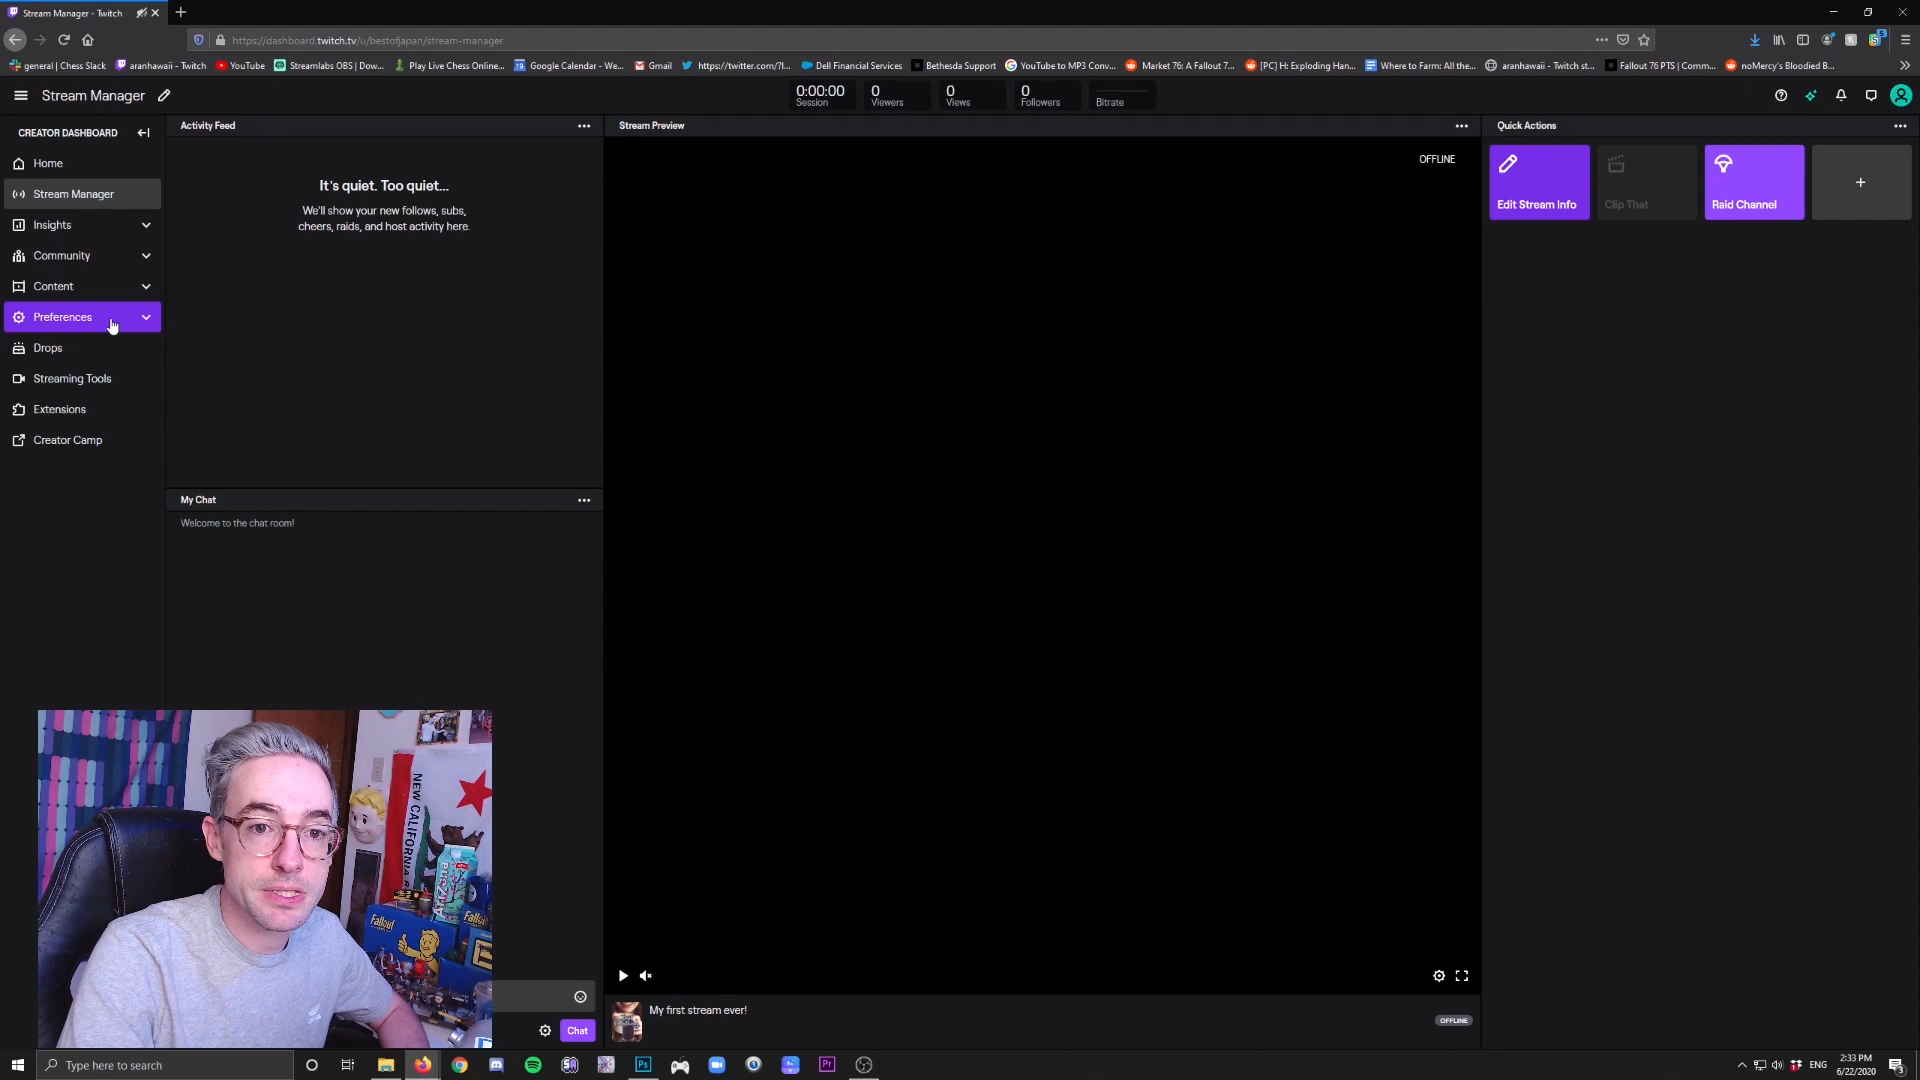 Stream Manager - Twitch
https://dashboard.twitch.tv/u/bestofjapan/stream-manager
general | Chess Slack
aranhawaii - Twitch
YouTube
Streamlabs OBS | Dow...
Play Live Chess Online...
Google Calendar - We...
Gmail
https://twitter.com/?l...
Dell Financial Services
Bethesda Support
YouTube to MP3 Conv...
Market 76: A Fallout 7...
[PC] H: Exploding Han...
Where to Farm: All the...
aranhawaii - Twitch st...
Fallout 76 PTS | Comm...
noMercy's Bloodied B...
Stream Manager
0:00:00
Session
0
Viewers
0
Views
0
Followers
Bitrate
CREATOR DASHBOARD
Home
Stream Manager
Insights
Community
Content
Preferences
Drops
Streaming Tools
Extensions
Creator Camp
Activity Feed
It's quiet. Too quiet...
We'll show your new follows, subs,
cheers, raids, and host activity here.
My Chat
Welcome to the chat room!
Chat
Stream Preview
OFFLINE
My first stream ever!
OFFLINE
Quick Actions
Edit Stream Info
Clip That
Raid Channel
+
NEW CALIFORNIA R
AriZona
Fallout
Type here to search
Ps
Pr
ENG
2:33 PM
6/22/2020
3